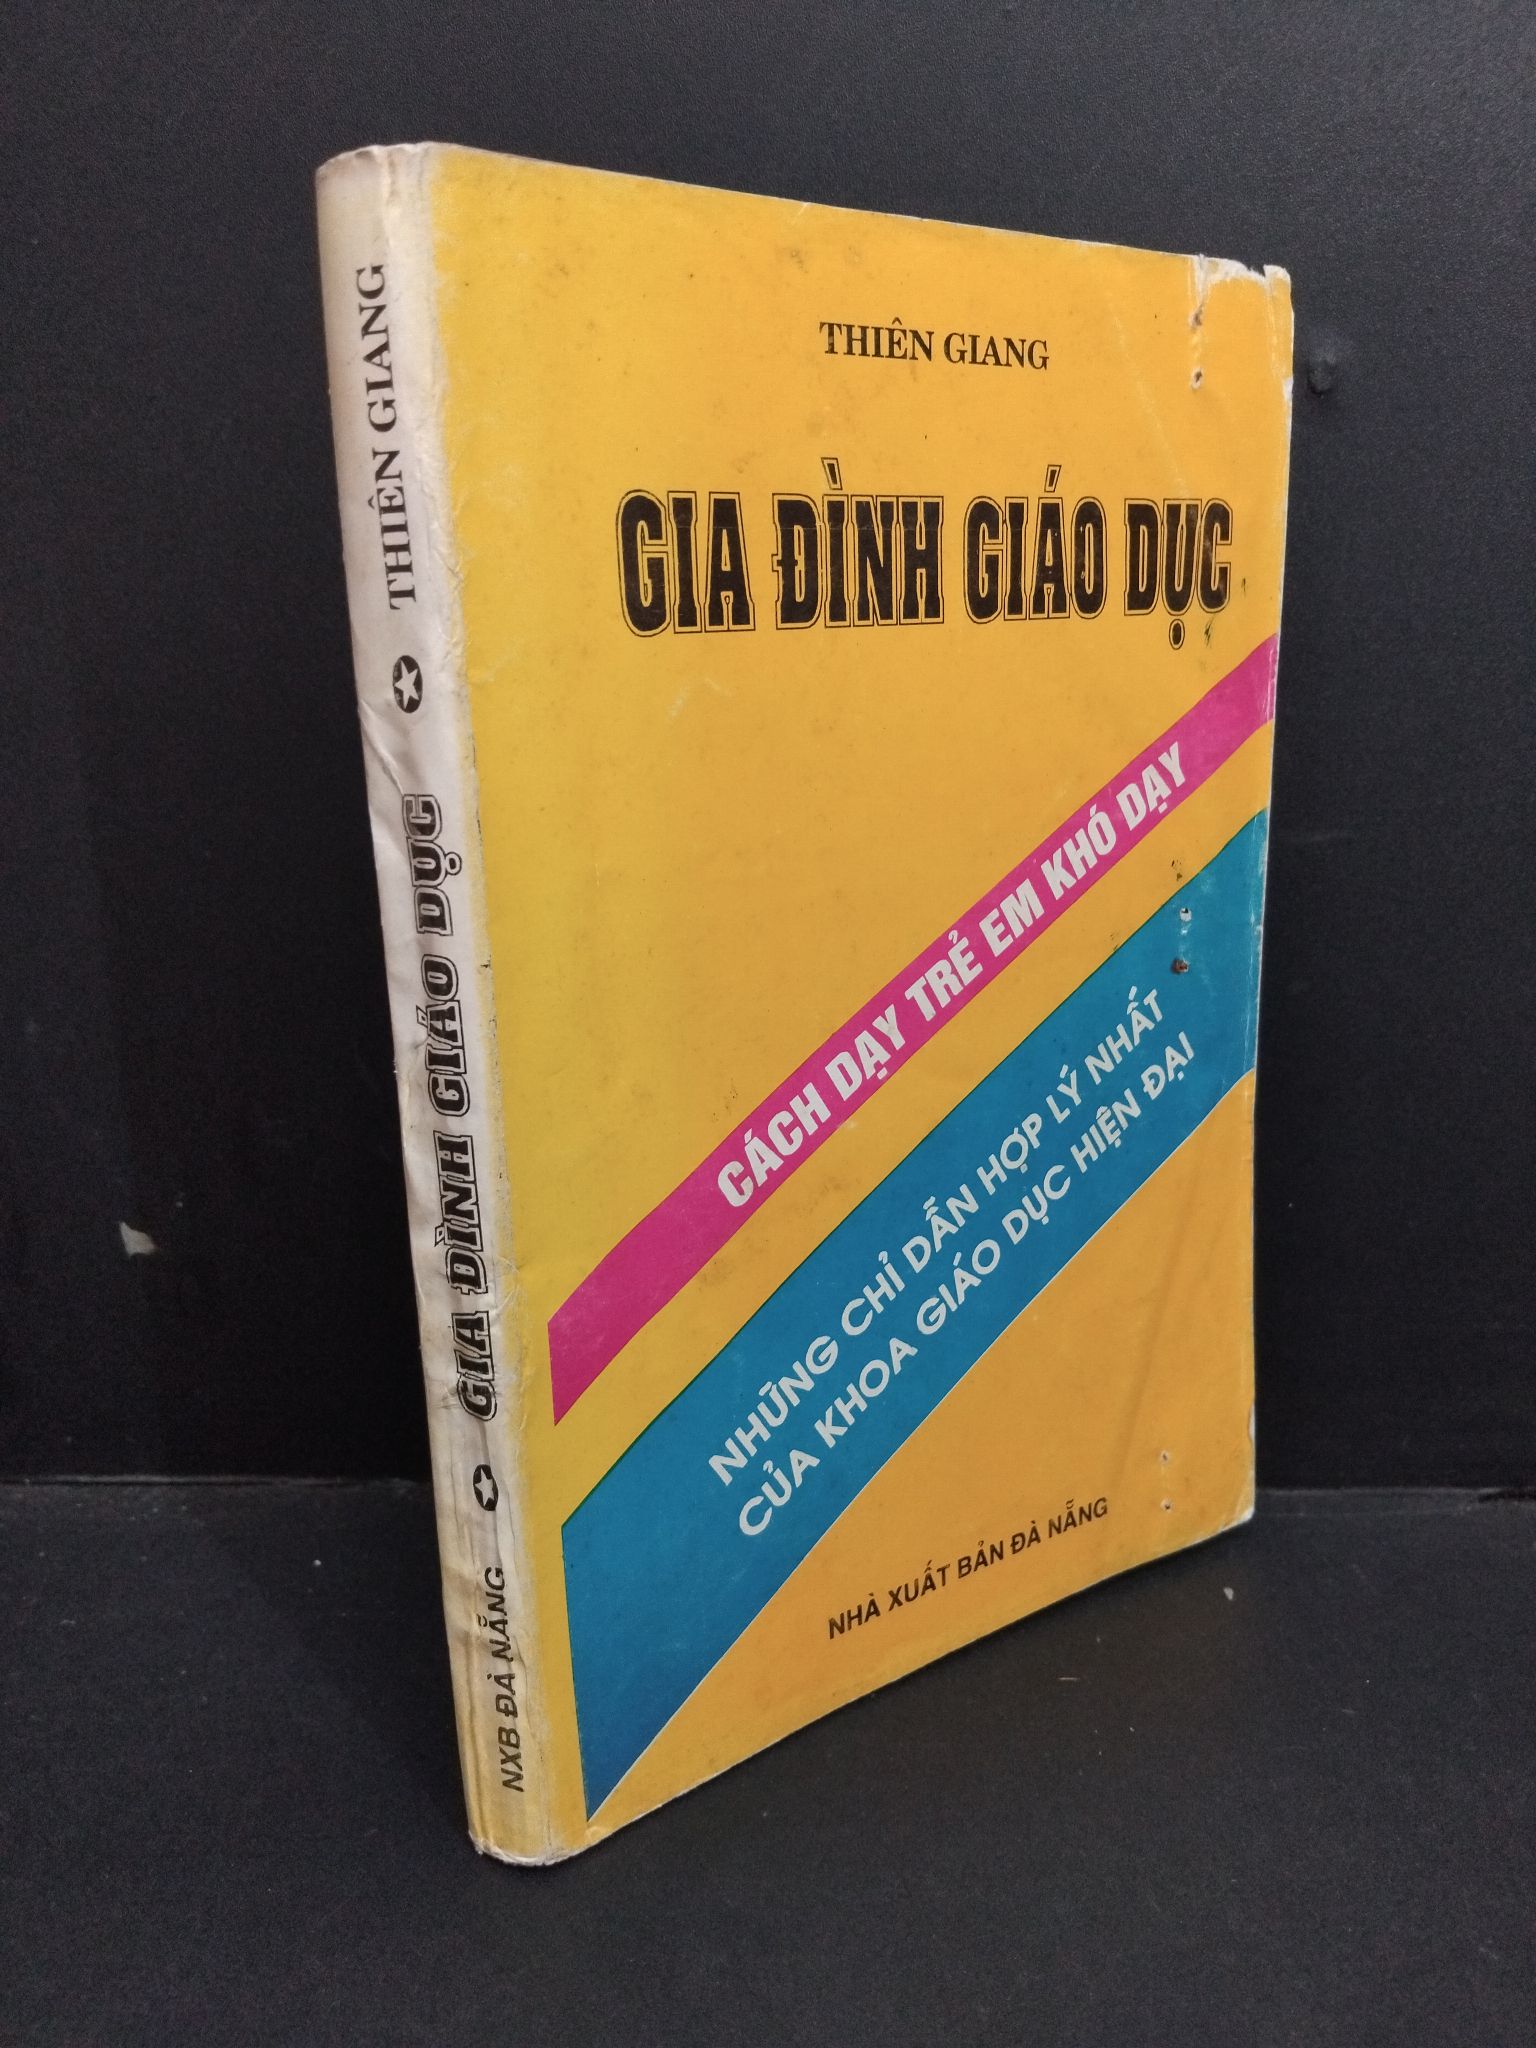 THIÊN GIANG
GIA ĐÌNH GIÁO DỤC
CÁCH DẠY TRẺ EM KHÓ DẠY
NHỮNG CHỈ DẪN HỢP LÝ NHẤT
CỦA KHOA GIÁO DỤC HIỆN ĐẠI
NHÀ XUẤT BẢN ĐÀ NẴNG
NXB ĐÀ NẴNG GIA ĐÌNH GIÁO DỤC THIÊN GIANG